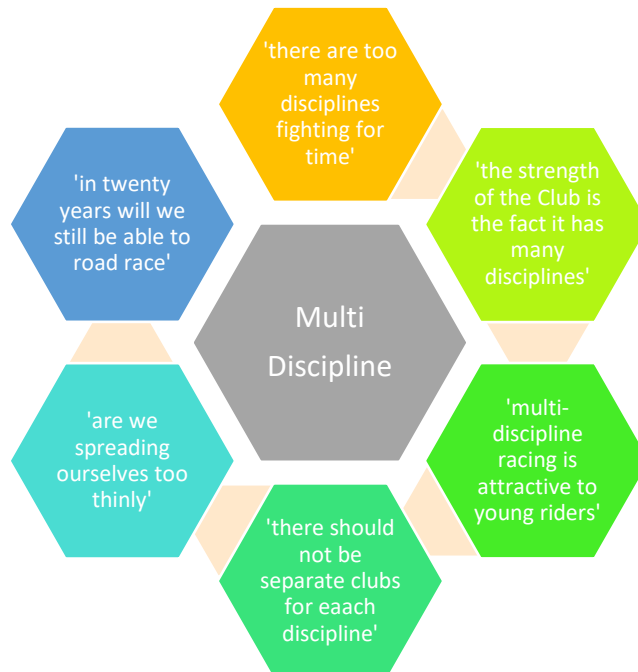 'there are too
many
disciplines
fighting for
time'
'the strength
of the Club is
the fact it has
many
disciplines'
'multi-
discipline
racing is
attractive to
young riders'
'there should
not be
separate clubs
for eaach
discipline'
'are we
spreading
ourselves too
thinly'
'in twenty
years will we
still be able to
road race'
Multi
Discipline